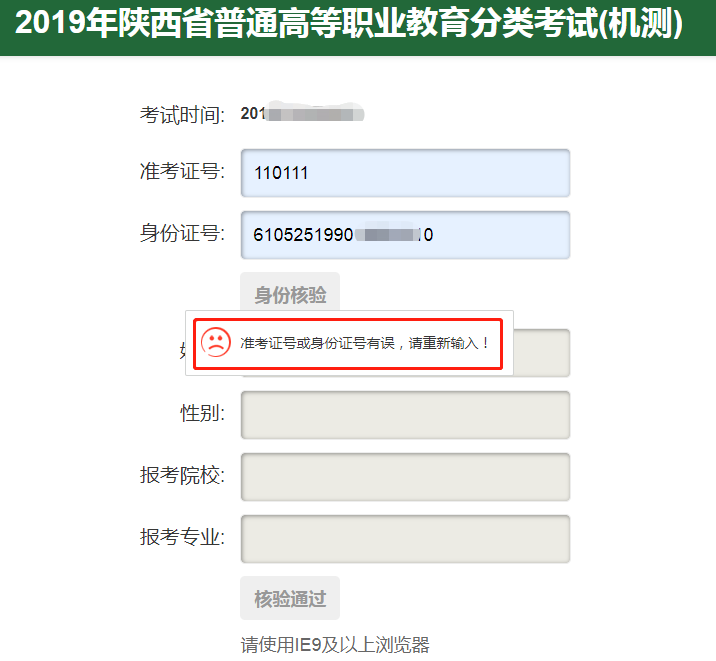 2019年陕西省普通高等职业教育分类考试(机测)
考试时间: 201
准考证号: 110111
身份证号: 6105251990 0
身份核验
准考证号或身份证号有误，请重新输入！
性别:
报考院校:
报考专业:
核验通过
请使用IE9及以上浏览器